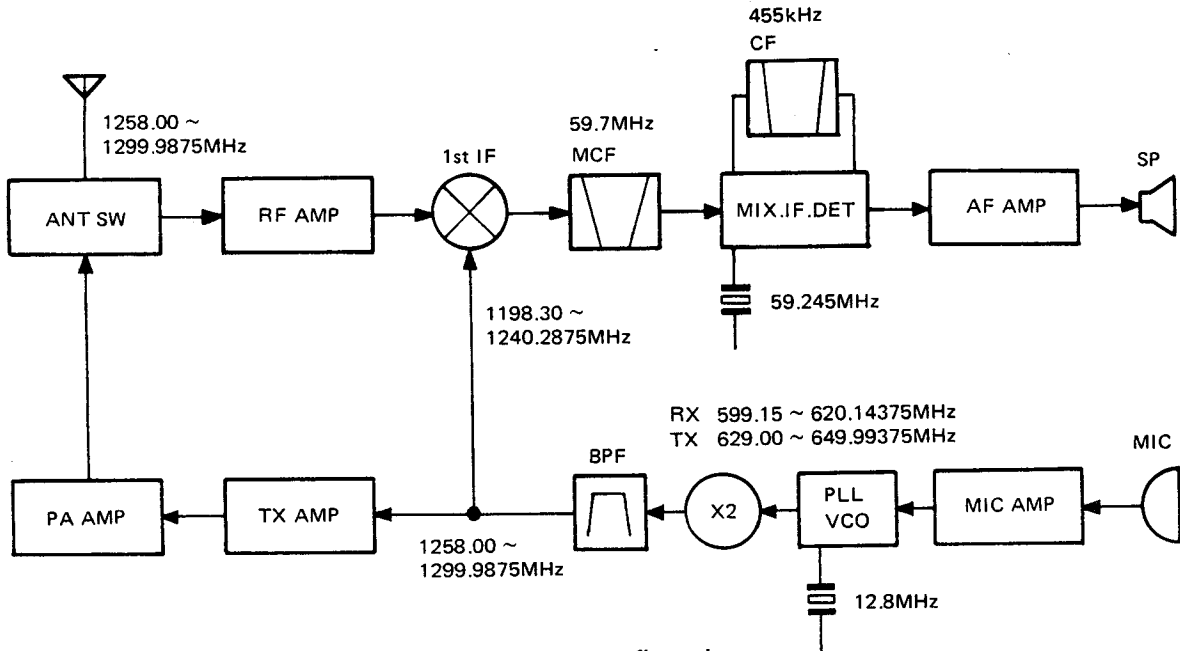 455kHz
CF
1258.00 ~
1299.9875MHz
59.7MHz
MCF
1st IF
SP
ANT SW
RF AMP
MIX.IF.DET
AF AMP
1198.30 ~
1240.2875MHz
59.245MHz
RX 599.15 ~ 620.14375MHz
TX 629.00 ~ 649.99375MHz
MIC
BPF
PA AMP
TX AMP
X2
PLL
VCO
MIC AMP
1258.00 ~
1299.9875MHz
12.8MHz